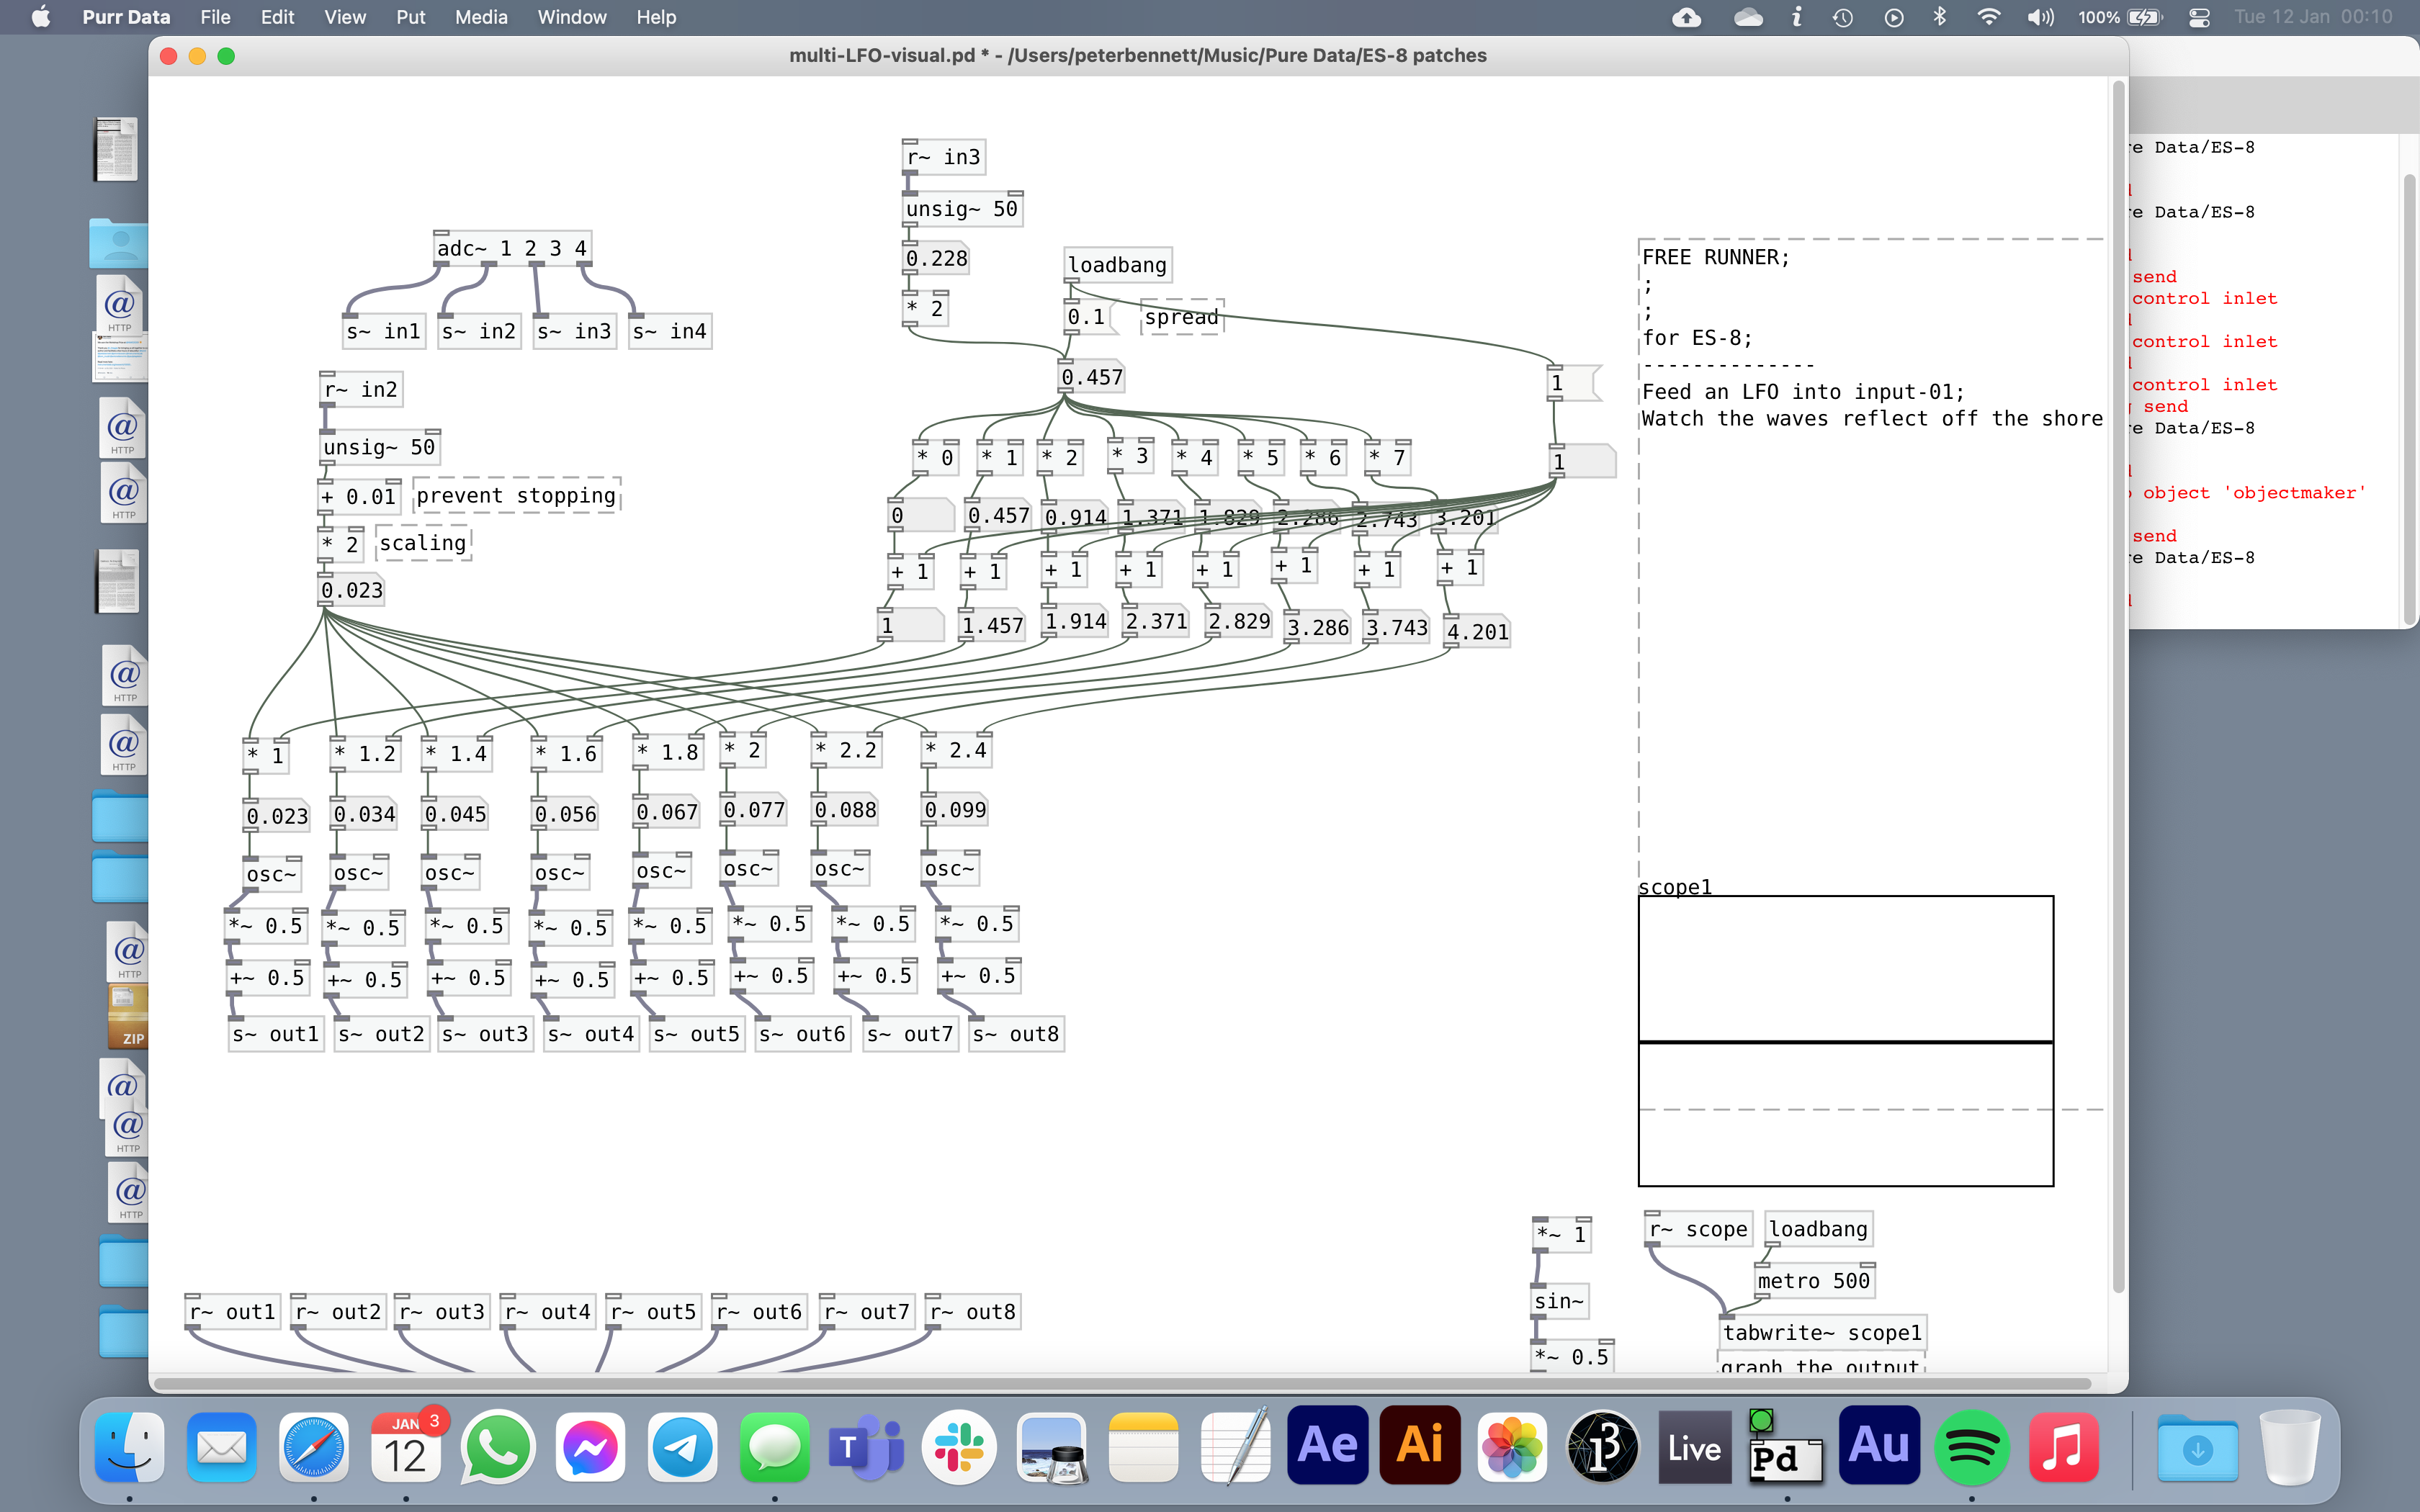 Purr Data File Edit View Put Media Window Help 100% Tue 12 Jan 00:10
multi-LFO-visual.pd * - /Users/peterbennett/Music/Pure Data/ES-8 patches
r~ in3
unsig~ 50
0.228
* 2
adc~ 1 2 3 4
s~ in1 s~ in2 s~ in3 s~ in4
loadbang
0.1 spread
0.457
1
1
r~ in2
unsig~ 50
+ 0.01 prevent stopping
* 2 scaling
0.023
* 0 * 1 * 2 * 3 * 4 * 5 * 6 * 7
0 0.457 0.914 1.371 1.829 2.286 2.743 3.201
+ 1 + 1 + 1 + 1 + 1 + 1 + 1 + 1
1 1.457 1.914 2.371 2.829 3.286 3.743 4.201
* 1 * 1.2 * 1.4 * 1.6 * 1.8 * 2 * 2.2 * 2.4
0.023 0.034 0.045 0.056 0.067 0.077 0.088 0.099
osc~ osc~ osc~ osc~ osc~ osc~ osc~ osc~
*~ 0.5 *~ 0.5 *~ 0.5 *~ 0.5 *~ 0.5 *~ 0.5 *~ 0.5 *~ 0.5
+~ 0.5 +~ 0.5 +~ 0.5 +~ 0.5 +~ 0.5 +~ 0.5 +~ 0.5 +~ 0.5
s~ out1 s~ out2 s~ out3 s~ out4 s~ out5 s~ out6 s~ out7 s~ out8
r~ out1 r~ out2 r~ out3 r~ out4 r~ out5 r~ out6 r~ out7 r~ out8
FREE RUNNER;
;
;
for ES-8;
--------------
Feed an LFO into input-01;
Watch the waves reflect off the shore
scope1
*~ 1
sin~
*~ 0.5
r~ scope loadbang
metro 500
tabwrite~ scope1
graph the output
Data/ES-8
Data/ES-8
send
control inlet
control inlet
control inlet
send
Data/ES-8
object 'objectmaker'
send
Data/ES-8
HTTP
HTTP
HTTP
HTTP
HTTP
HTTP
ZIP
HTTP
HTTP
JAN 3
12
T
Ae
Ai
i3
Live
Pd
Au